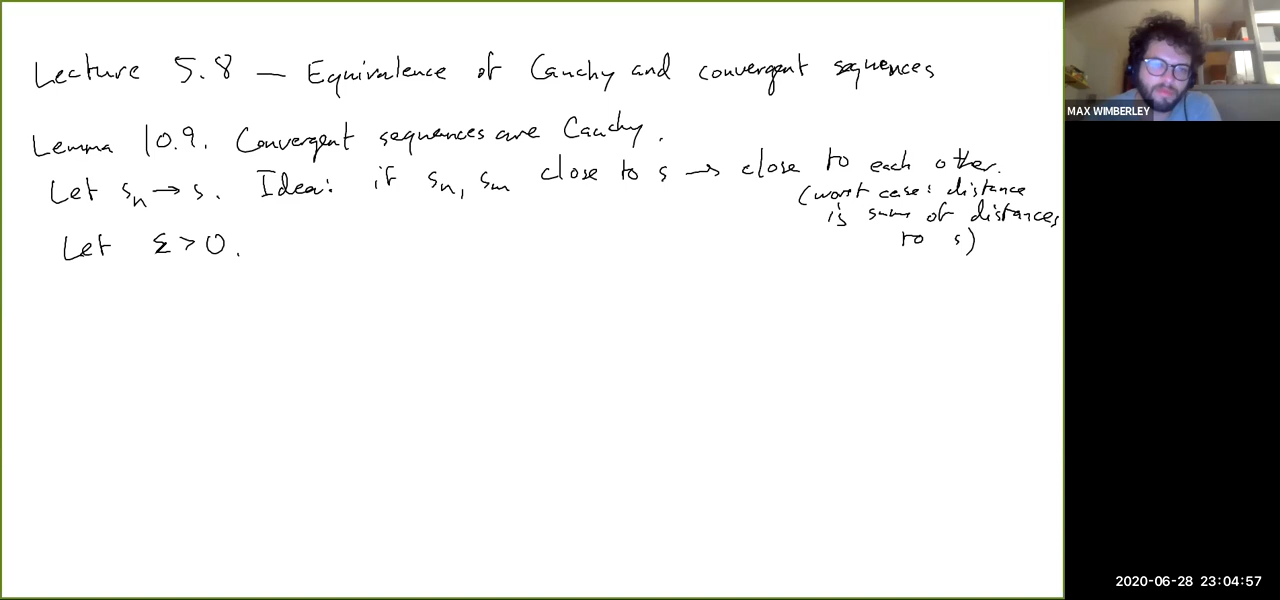 Lecture 5.8 — Equivalence of Cauchy and convergent sequences
Lemma 10.9. Convergent sequences are Cauchy.
Let sₙ → s. Idea: if sₙ, sₘ close to s → close to each other.
(worst case: distance
is sum of distances
to s)
Let ε > 0.
MAX WIMBERLEY
2020-06-28 23:04:57